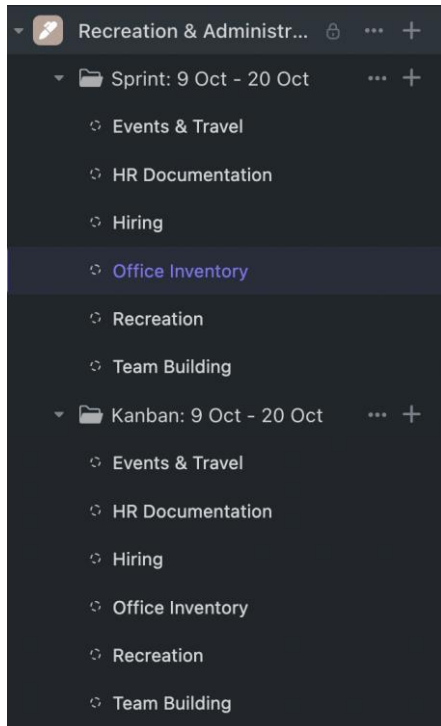 Recreation & Administr...
Sprint: 9 Oct - 20 Oct
Events & Travel
HR Documentation
Hiring
Office Inventory
Recreation
Team Building
Kanban: 9 Oct - 20 Oct
Events & Travel
HR Documentation
Hiring
Office Inventory
Recreation
Team Building